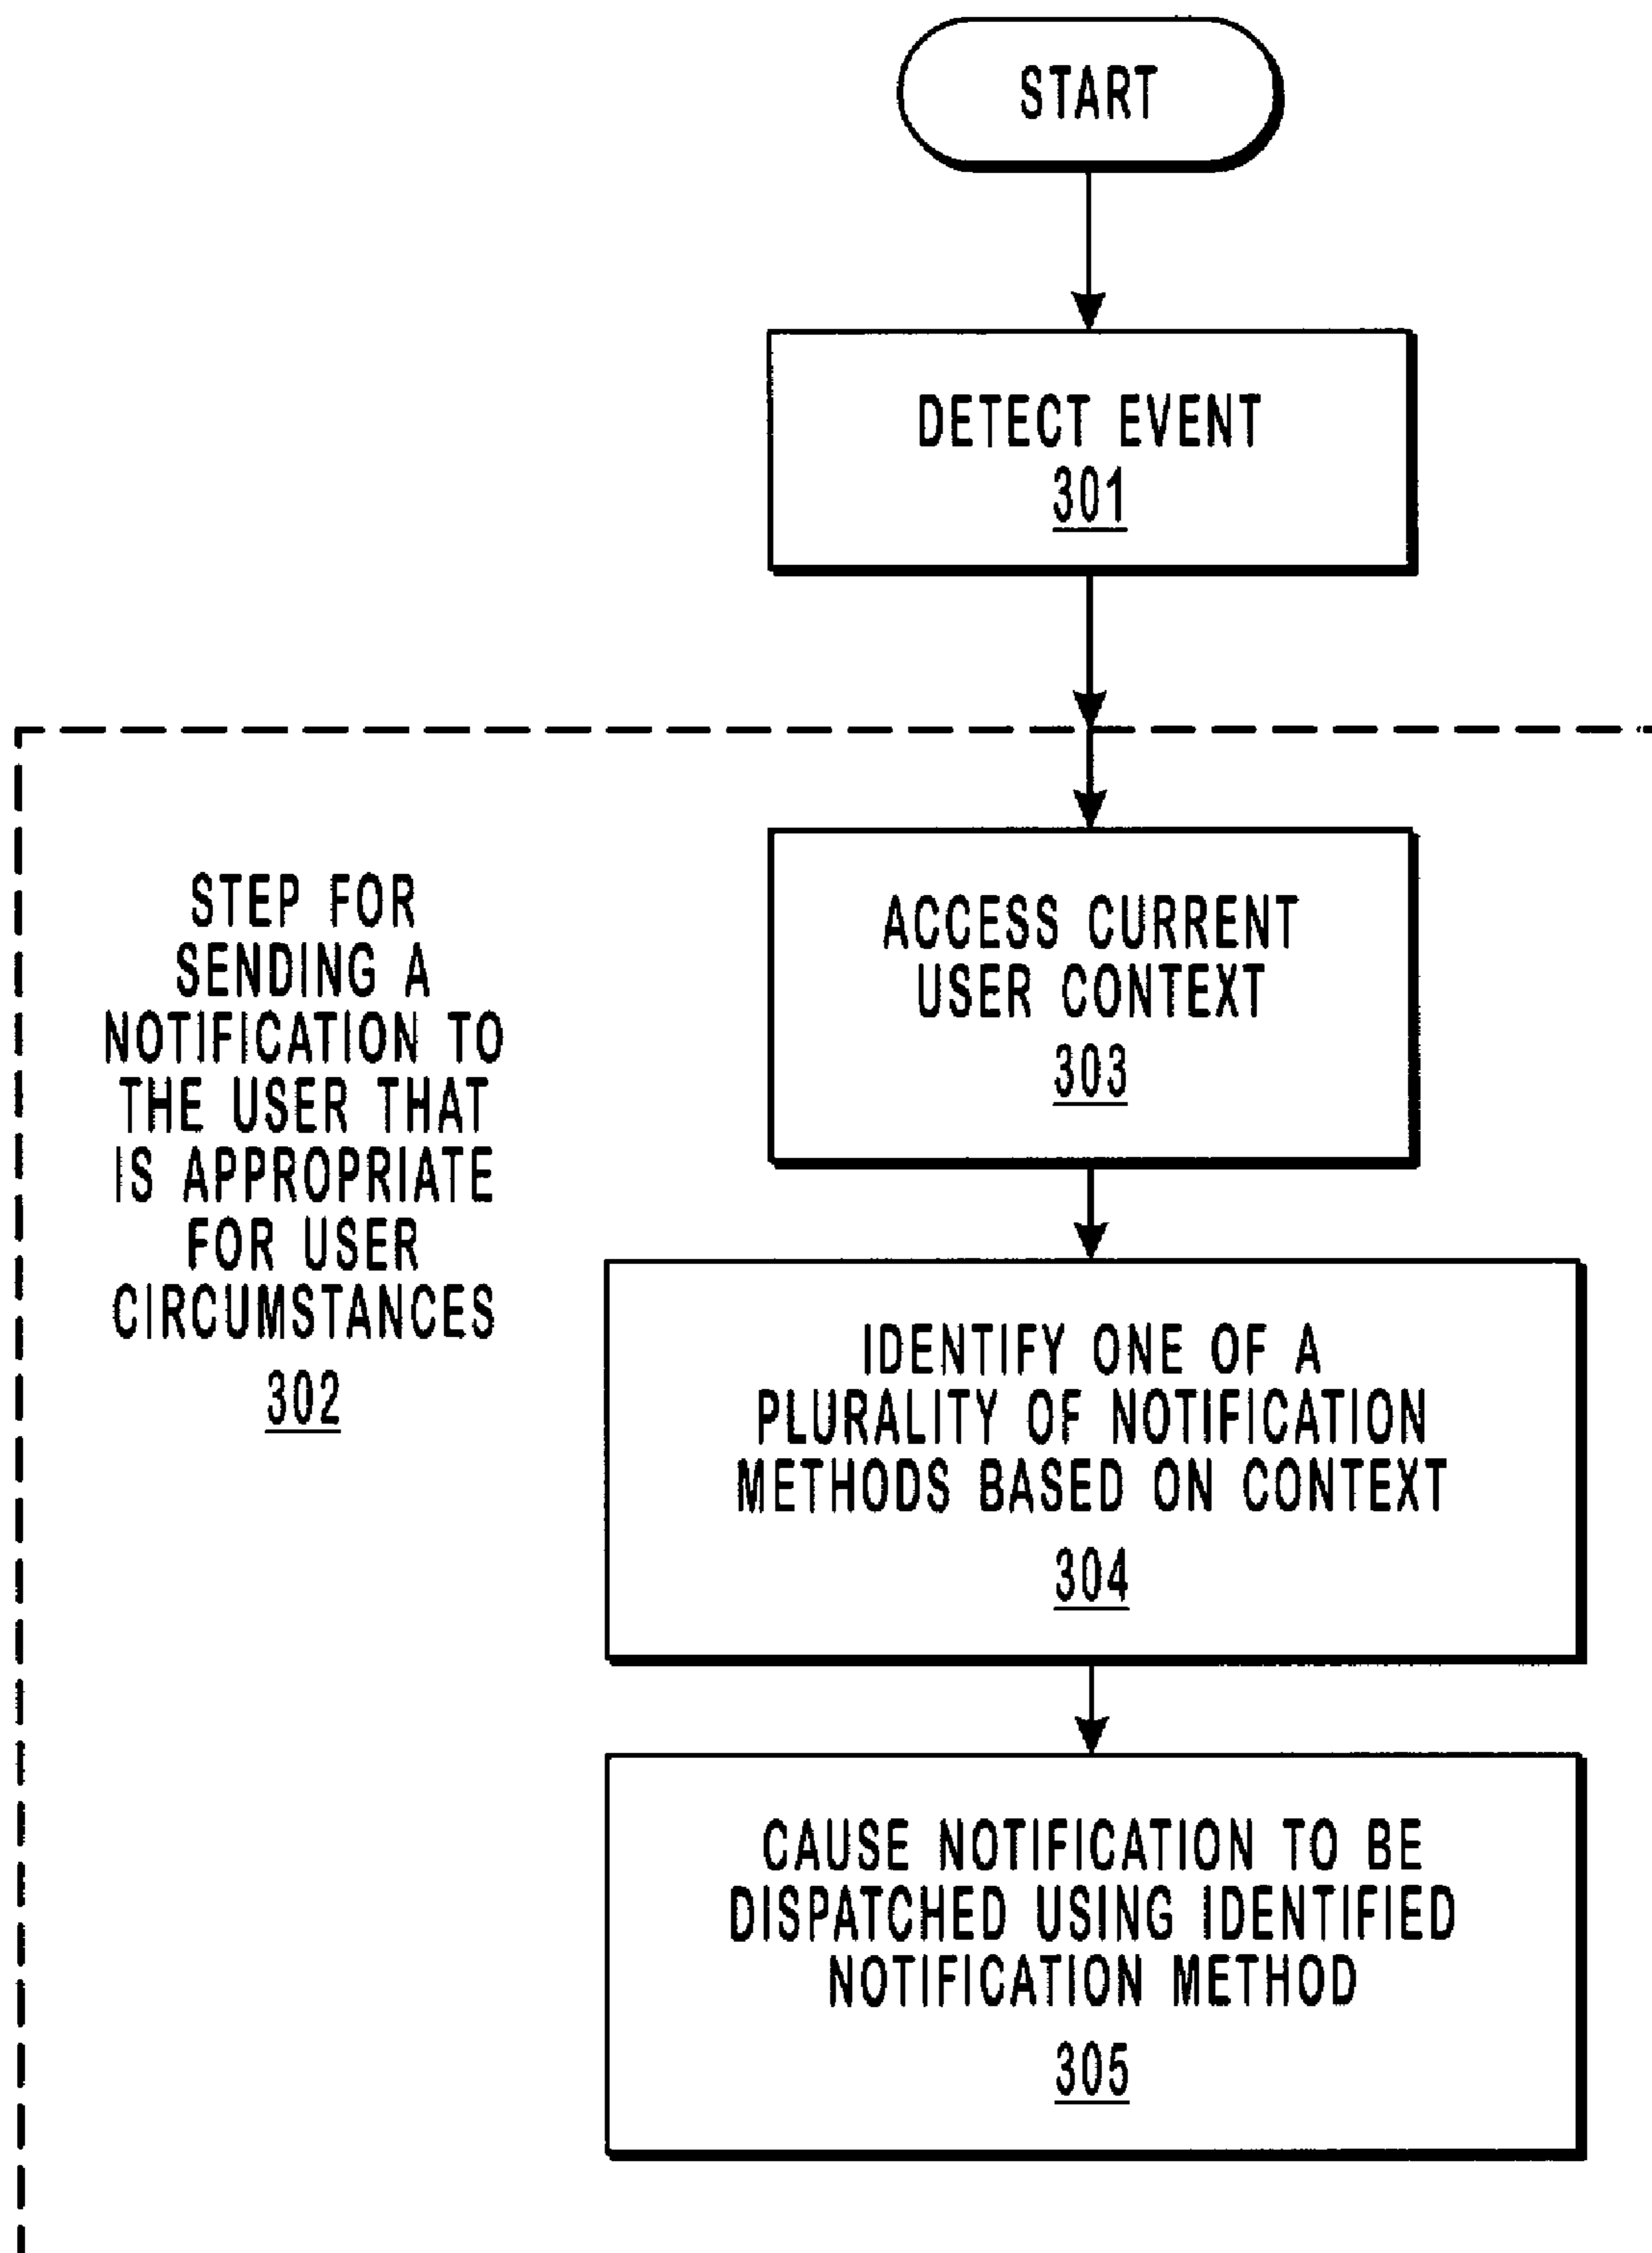 START
DETECT EVENT
301
STEP FOR
SENDING A
NOTIFICATION TO
THE USER THAT
IS APPROPRIATE
FOR USER
CIRCUMSTANCES
302
ACCESS CURRENT
USER CONTEXT
303
IDENTIFY ONE OF A
PLURALITY OF NOTIFICATION
METHODS BASED ON CONTEXT
304
CAUSE NOTIFICATION TO BE
DISPATCHED USING IDENTIFIED
NOTIFICATION METHOD
305